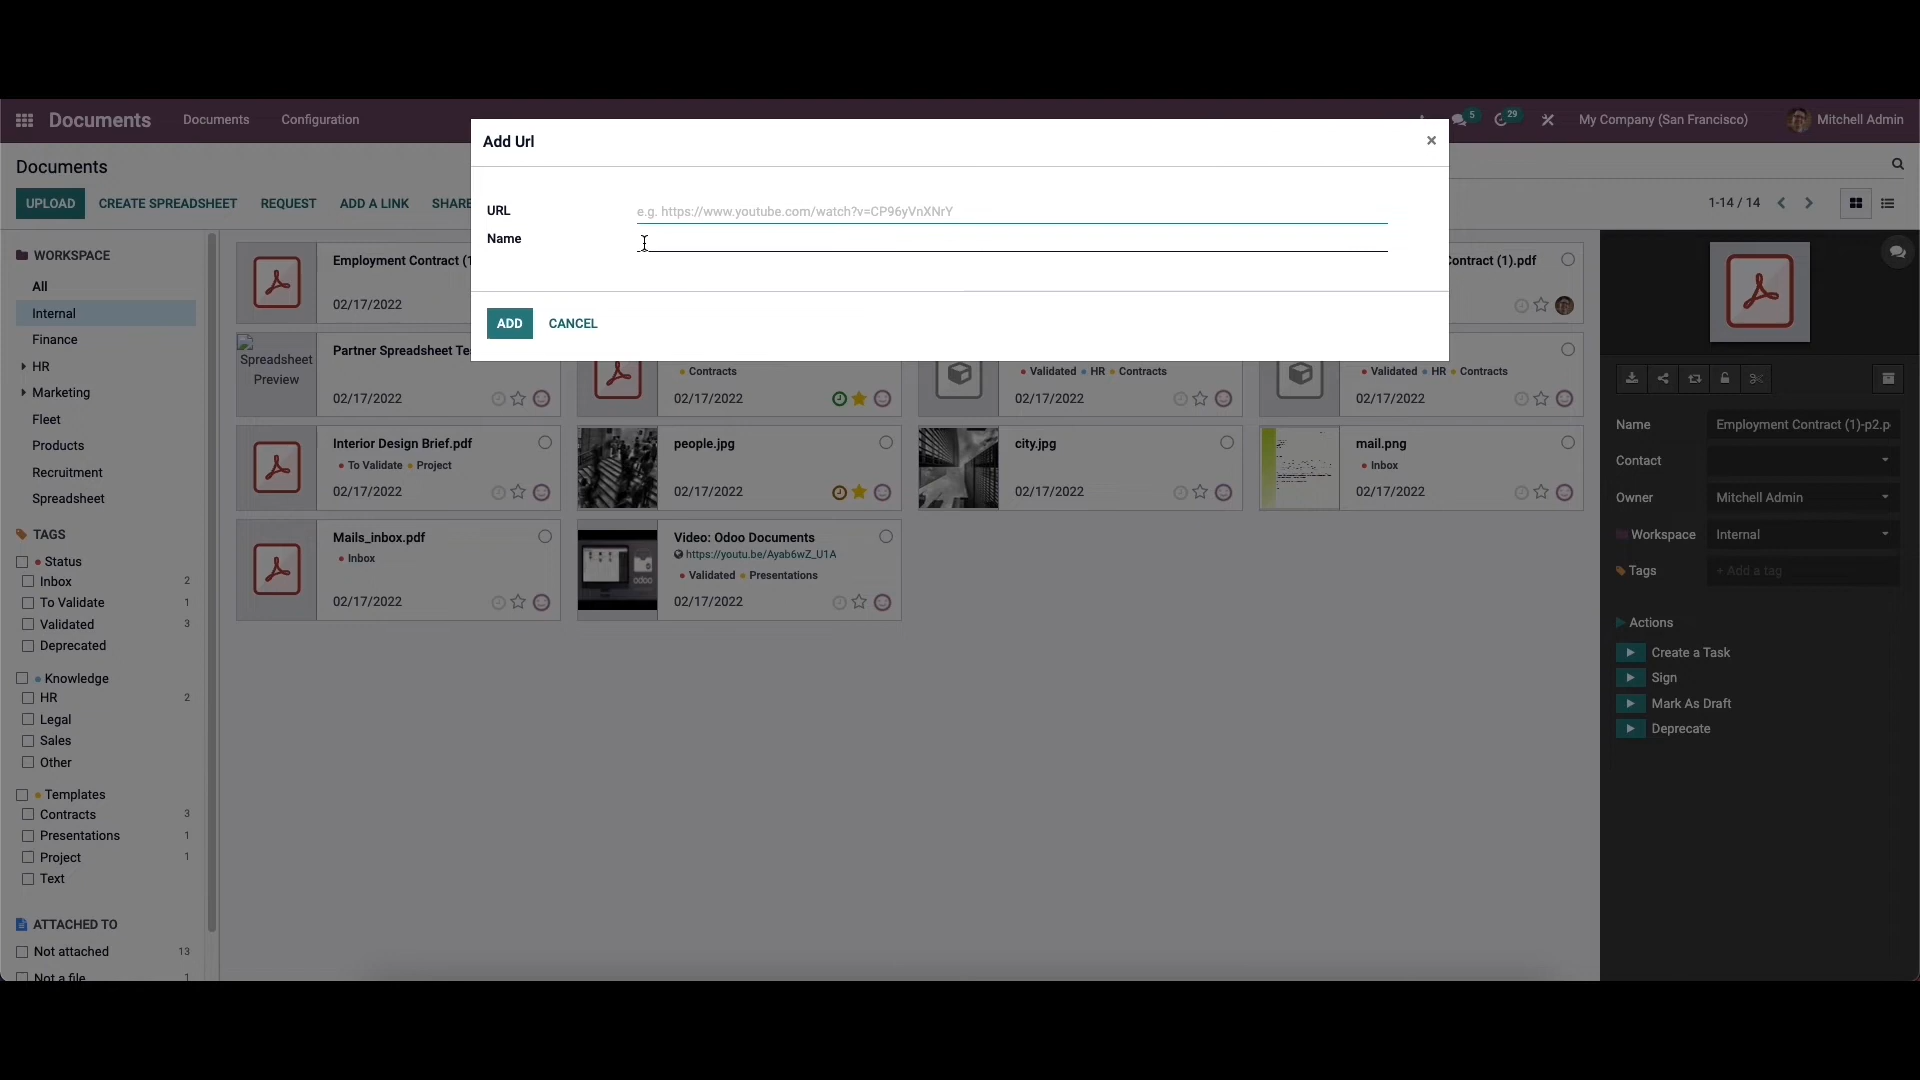 Documents Documents Configuration 5 29 My Company (San Francisco) Mitchell Admin
Documents
UPLOAD CREATE SPREADSHEET REQUEST ADD A LINK SHARE
1-14 / 14
Add Url ×
URL e.g. https://www.youtube.com/watch?v=CP96yVnXNrY
Name
ADD CANCEL
WORKSPACE
All
Internal
Finance
HR
Marketing
Fleet
Products
Recruitment
Spreadsheet
TAGS
Status
Inbox 2
To Validate 1
Validated 3
Deprecated
Knowledge
HR 2
Legal
Sales
Other
Templates
Contracts 3
Presentations 1
Project 1
Text
ATTACHED TO
Not attached 13
Not a file 1
Employment Contract (1
02/17/2022
Contract (1).pdf
Spreadsheet
Preview
Partner Spreadsheet Te
02/17/2022
Contracts
02/17/2022
Validated HR Contracts
02/17/2022
Validated HR Contracts
02/17/2022
Interior Design Brief.pdf
To Validate Project
02/17/2022
people.jpg
02/17/2022
city.jpg
02/17/2022
mail.png
Inbox
02/17/2022
Mails_inbox.pdf
Inbox
02/17/2022
odoo
Video: Odoo Documents
https://youtu.be/Ayab6wZ_U1A
Validated Presentations
02/17/2022
Name Employment Contract (1)-p2.p
Contact
Owner Mitchell Admin
Workspace Internal
Tags + Add a tag
Actions
Create a Task
Sign
Mark As Draft
Deprecate